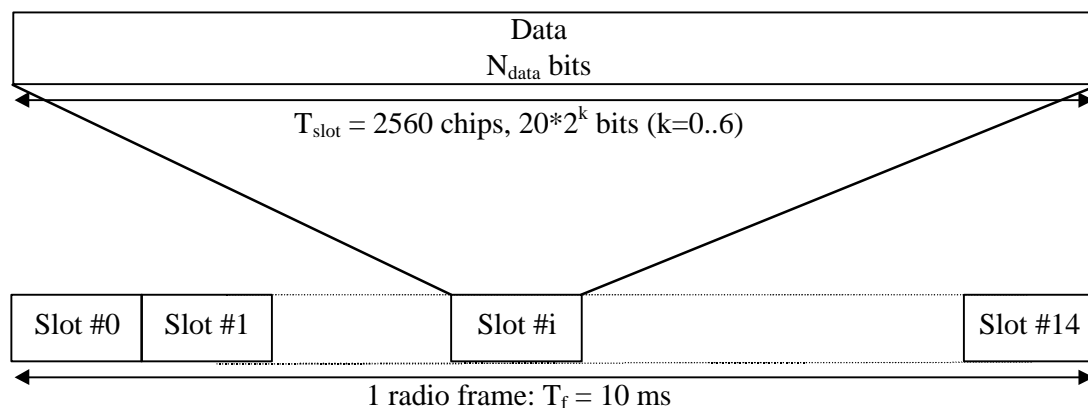 Data
N_data bits
T_slot = 2560 chips, 20*2^k bits (k=0..6)
Slot #0 Slot #1 Slot #i Slot #14
1 radio frame: T_f = 10 ms